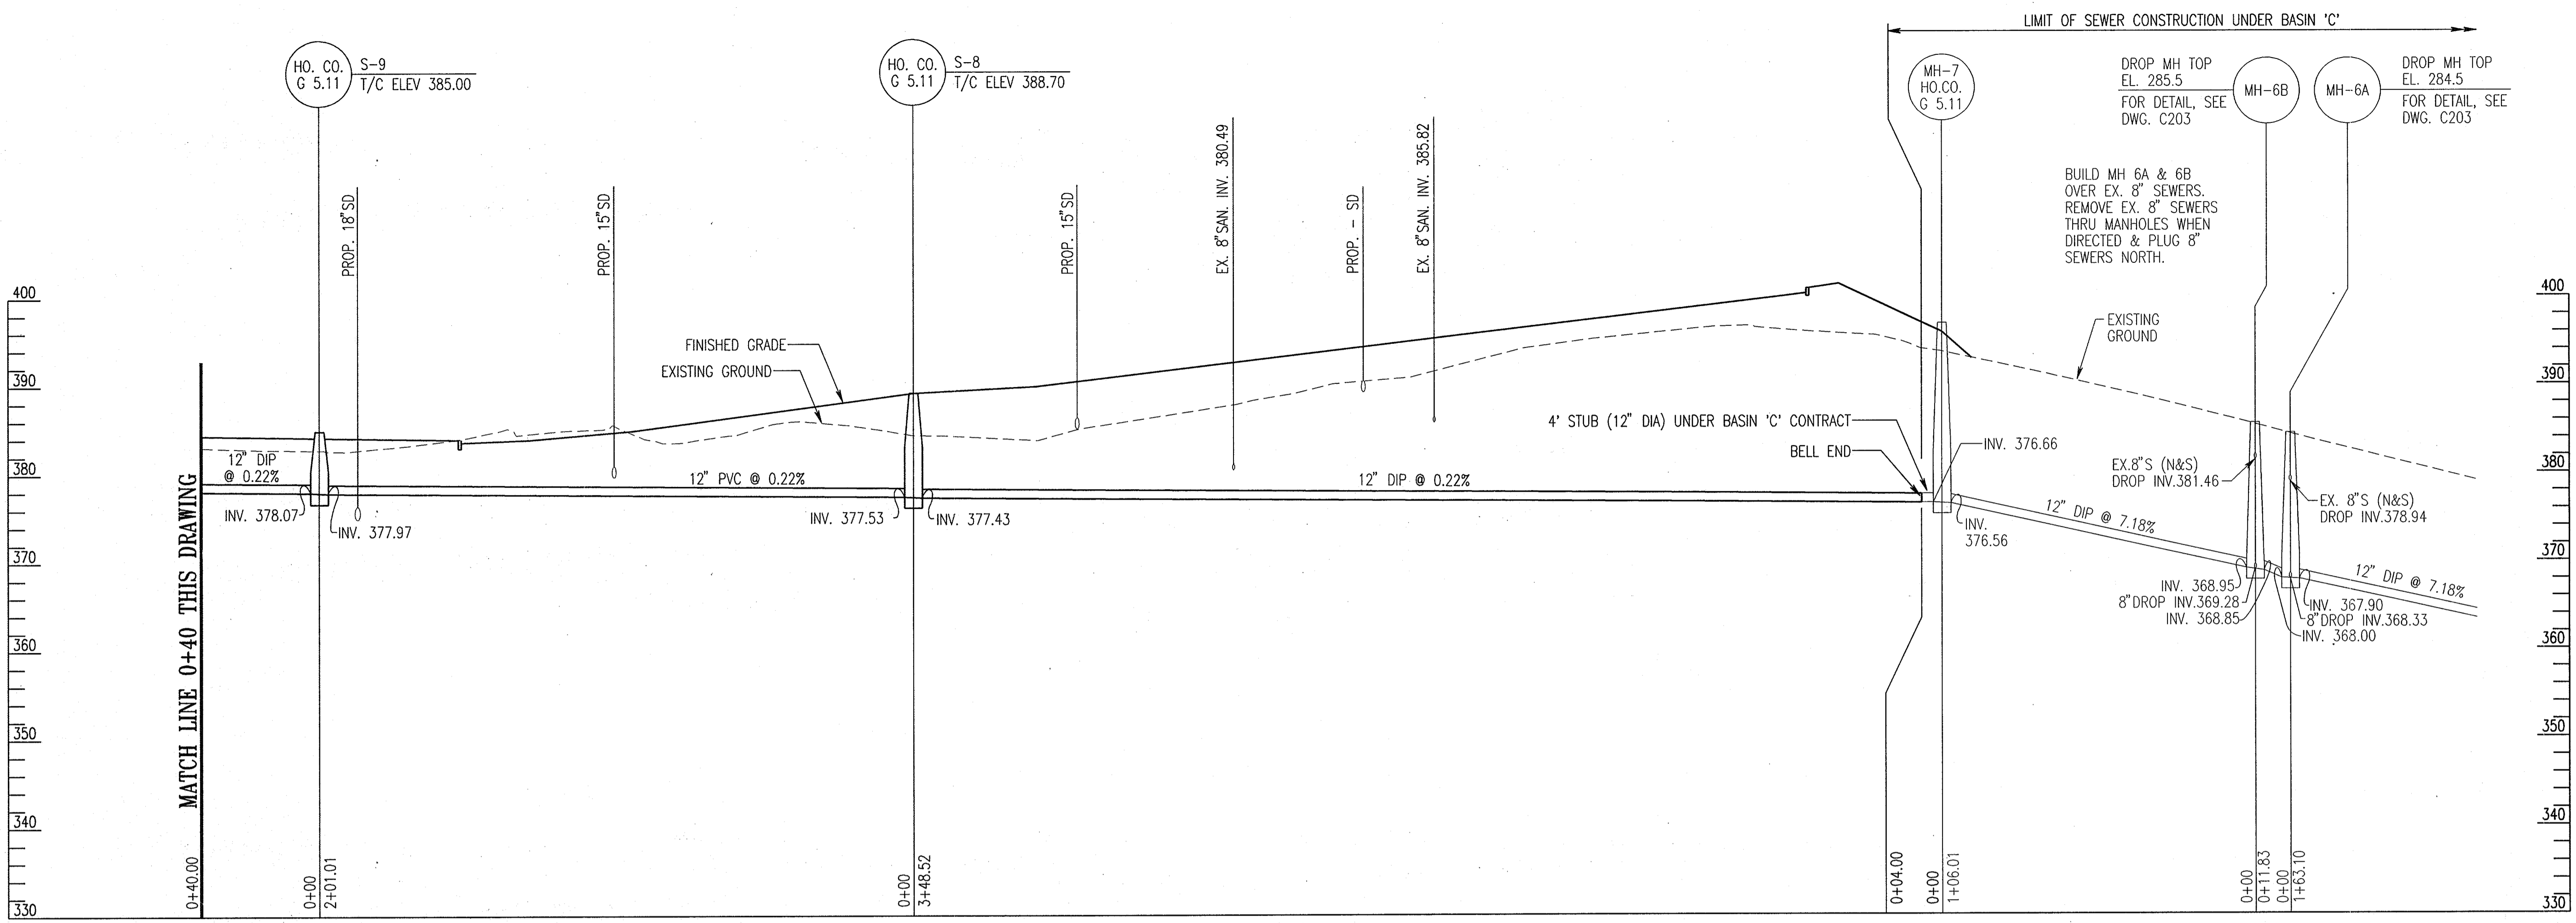 LIMIT OF SEWER CONSTRUCTION UNDER BASIN 'C'
HO. CO.
G 5.11
S-9
T/C ELEV 385.00
HO. CO.
G 5.11
S-8
T/C ELEV 388.70
MH-7
HO.CO.
G 5.11
DROP MH TOP
EL. 285.5
FOR DETAIL, SEE
DWG. C203
MH-6B
MH-6A
DROP MH TOP
EL. 284.5
FOR DETAIL, SEE
DWG. C203
PROP. 18"SD
PROP. 15"SD
PROP. 15"SD
EX. 8"SAN. INV. 380.49
PROP. - SD
EX. 8"SAN. INV. 385.82
BUILD MH 6A & 6B
OVER EX. 8" SEWERS.
REMOVE EX. 8" SEWERS
THRU MANHOLES WHEN
DIRECTED & PLUG 8"
SEWERS NORTH.
400
390
380
370
360
350
340
330
MATCH LINE 0+40 THIS DRAWING
12" DIP
@ 0.22%
INV. 378.07
INV. 377.97
FINISHED GRADE
EXISTING GROUND
12" PVC @ 0.22%
INV. 377.53
INV. 377.43
12" DIP @ 0.22%
4' STUB (12" DIA) UNDER BASIN 'C' CONTRACT
BELL END
INV. 376.66
INV.
376.56
EXISTING
GROUND
12" DIP @ 7.18%
EX.8"S (N&S)
DROP INV.381.46
EX. 8"S (N&S)
DROP INV.378.94
INV. 368.95
8"DROP INV.369.28
INV. 368.85
12" DIP @ 7.18%
INV. 367.90
8"DROP INV.368.33
INV. 368.00
0+40.00
0+00
2+01.01
0+00
3+48.52
0+04.00
0+00
1+06.01
0+00
0+11.83
0+00
1+63.10
400
390
380
370
360
350
340
330